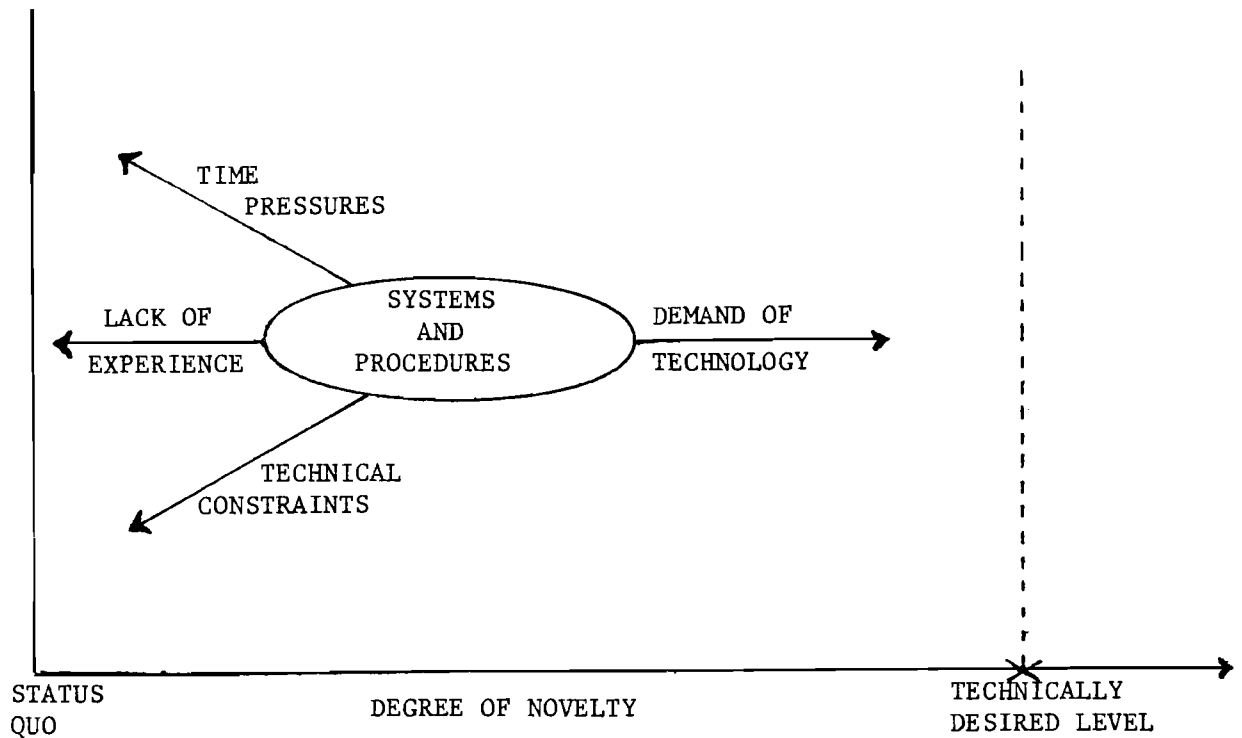 TIME
PRESSURES
SYSTEMS
AND
PROCEDURES
LACK OF
EXPERIENCE
DEMAND OF
TECHNOLOGY
TECHNICAL
CONSTRAINTS
STATUS
QUO
DEGREE OF NOVELTY
TECHNICALLY
DESIRED LEVEL